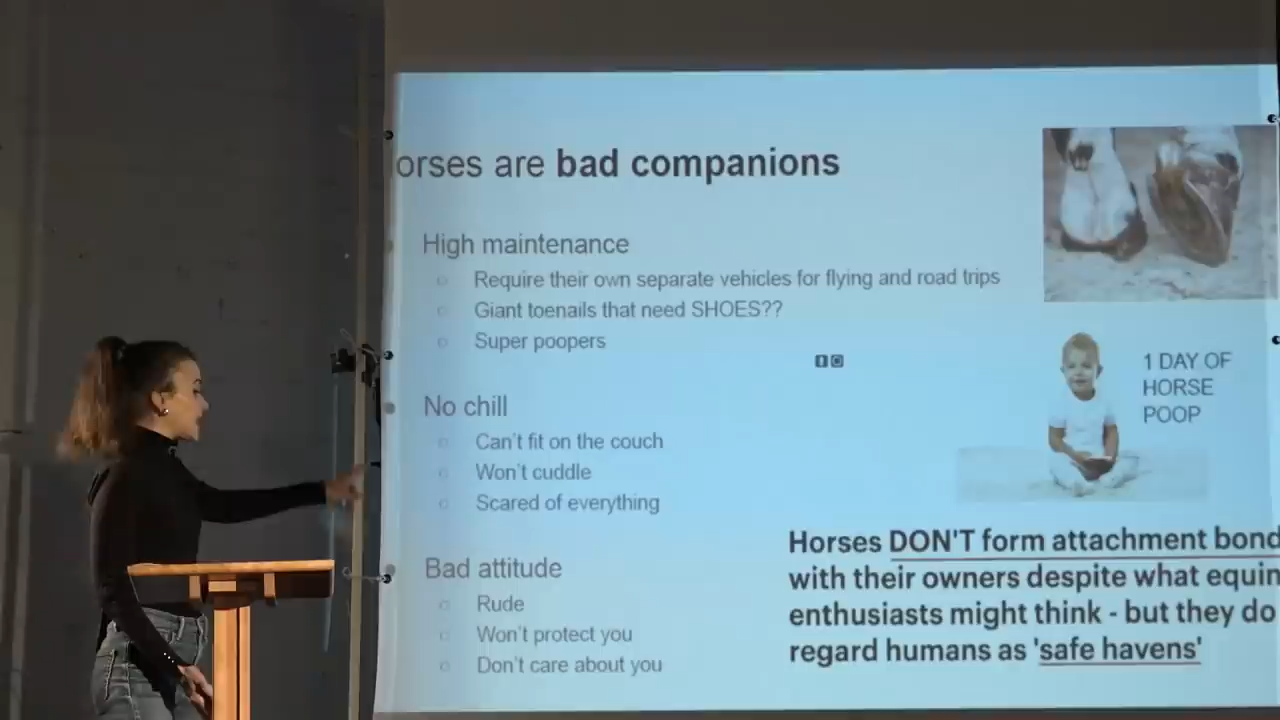 orses are bad companions
High maintenance
Require their own separate vehicles for flying and road trips
Giant toenails that need SHOES??
Super poopers
No chill
Can't fit on the couch
Won't cuddle
Scared of everything
Bad attitude
Rude
Won't protect you
Don't care about you
1 DAY OF
HORSE
POOP
Horses DON'T form attachment bond
with their owners despite what equin
enthusiasts might think - but they do
regard humans as 'safe havens'